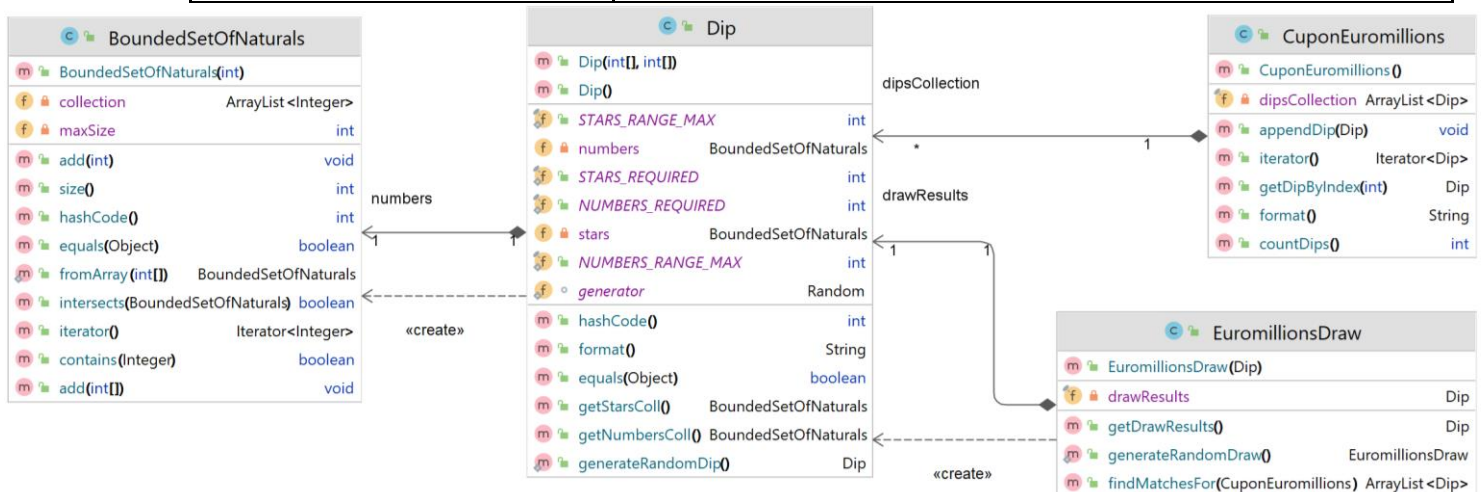 BoundedSetOfNaturals
BoundedSetOfNaturals(int)
collection ArrayList<Integer>
maxSize int
add(int) void
size() int
hashCode() int
equals(Object) boolean
fromArray(int[]) BoundedSetOfNaturals
intersects(BoundedSetOfNaturals) boolean
iterator() Iterator<Integer>
contains(Integer) boolean
add(int[]) void
numbers
1
1
«create»
Dip
Dip(int[], int[])
Dip()
STARS_RANGE_MAX int
numbers BoundedSetOfNaturals
STARS_REQUIRED int
NUMBERS_REQUIRED int
stars BoundedSetOfNaturals
NUMBERS_RANGE_MAX int
generator Random
hashCode() int
format() String
equals(Object) boolean
getStarsColl() BoundedSetOfNaturals
getNumbersColl() BoundedSetOfNaturals
generateRandomDip() Dip
dipsCollection
*
1
drawResults
1
1
«create»
CuponEuromillions
CuponEuromillions()
dipsCollection ArrayList<Dip>
appendDip(Dip) void
iterator() Iterator<Dip>
getDipByIndex(int) Dip
format() String
countDips() int
EuromillionsDraw
EuromillionsDraw(Dip)
drawResults Dip
getDrawResults() Dip
generateRandomDraw() EuromillionsDraw
findMatchesFor(CuponEuromillions) ArrayList<Dip>